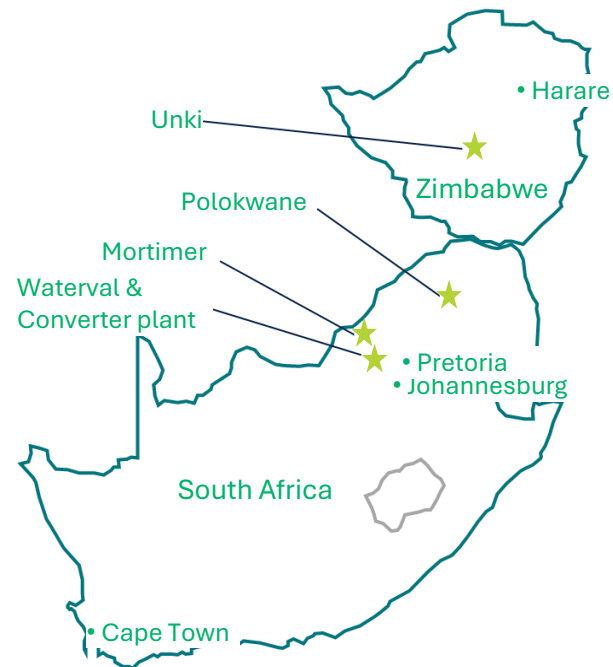 • Harare
Unki
Zimbabwe
Polokwane
Mortimer
Waterval &
Converter plant
• Pretoria
• Johannesburg
South Africa
• Cape Town